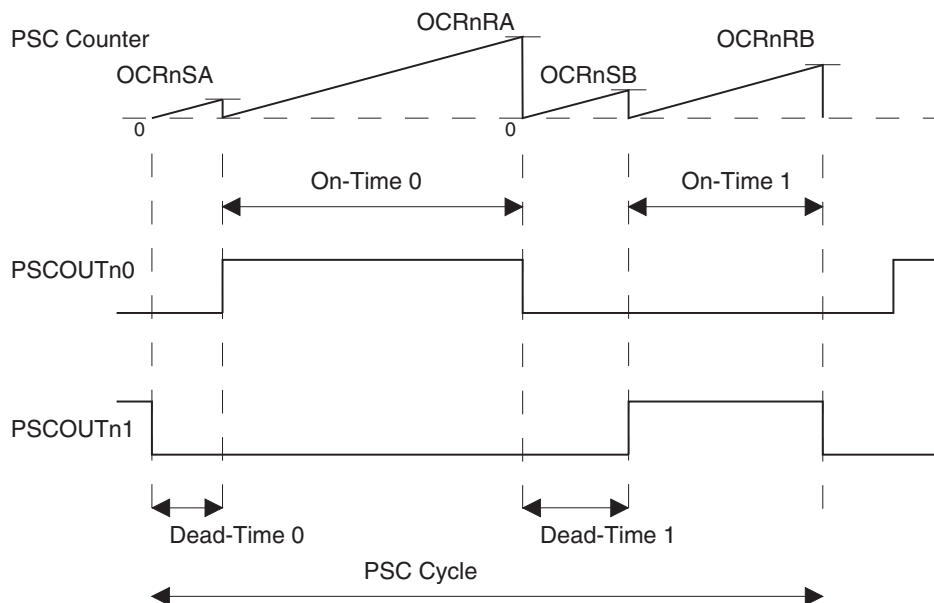 PSC Counter
OCRnRA
OCRnRB
OCRnSA
OCRnSB
0
0
On-Time 0
On-Time 1
PSCOUTn0
PSCOUTn1
Dead-Time 0
Dead-Time 1
PSC Cycle